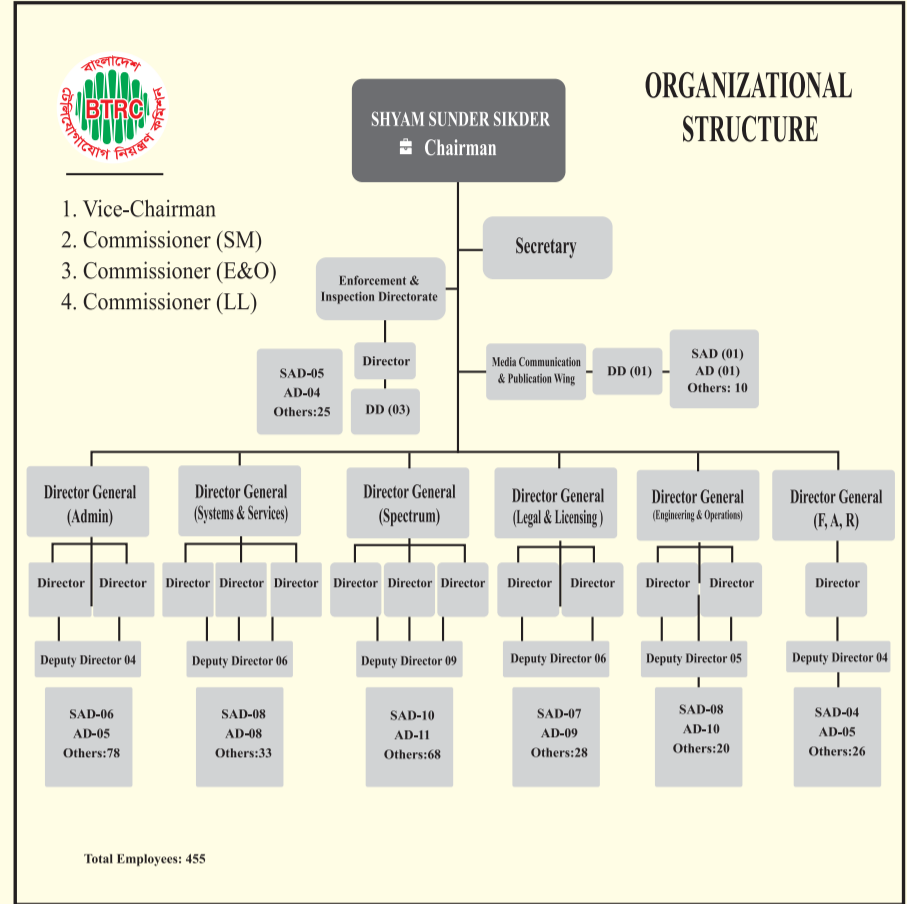 বাংলাদেশ
টেলিযোগাযোগ নিয়ন্ত্রণ কমিশন
BTRC
ORGANIZATIONAL
STRUCTURE
SHYAM SUNDER SIKDER
Chairman
1. Vice-Chairman
2. Commissioner (SM)
3. Commissioner (E&O)
4. Commissioner (LL)
Secretary
Enforcement &
Inspection Directorate
Director
DD (03)
SAD-05
AD-04
Others:25
Media Communication
& Publication Wing
DD (01)
SAD (01)
AD (01)
Others: 10
Director General
(Admin)
Director General
(Systems & Services)
Director General
(Spectrum)
Director General
(Legal & Licensing )
Director General
(Engineering & Operations)
Director General
(F, A, R)
Director
Director
Director
Director
Director
Director
Director
Director
Director
Director
Director
Director
Director
Deputy Director 04
Deputy Director 06
Deputy Director 09
Deputy Director 06
Deputy Director 05
Deputy Director 04
SAD-06
AD-05
Others:78
SAD-08
AD-08
Others:33
SAD-10
AD-11
Others:68
SAD-07
AD-09
Others:28
SAD-08
AD-10
Others:20
SAD-04
AD-05
Others:26
Total Employees: 455